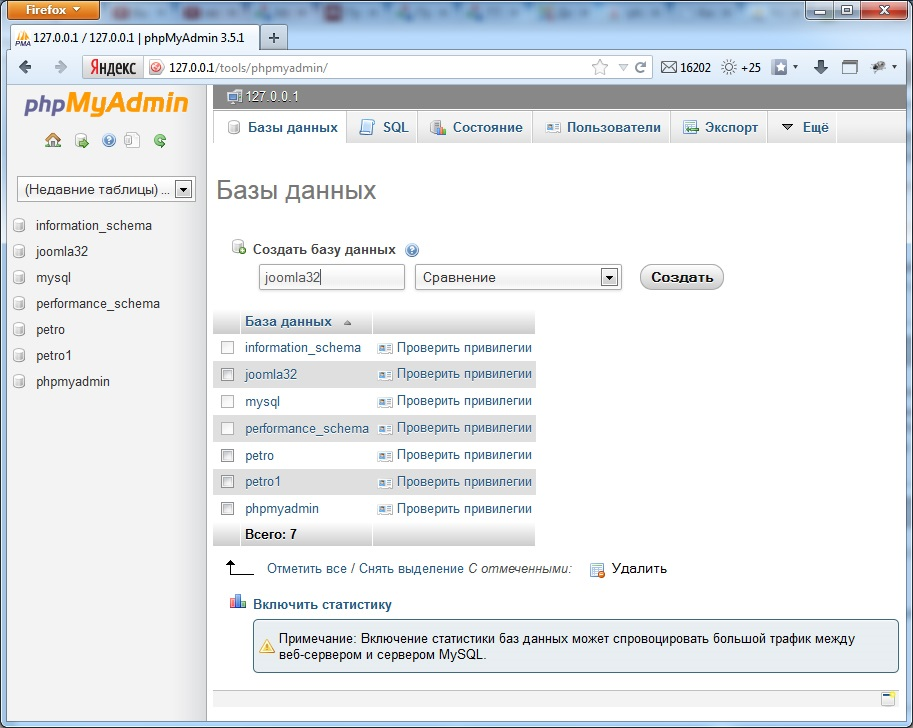 Firefox
127.0.0.1 / 127.0.0.1 | phpMyAdmin 3.5.1
Яндекс
127.0.0.1/tools/phpmyadmin/
16202
+25
phpMyAdmin
(Недавние таблицы) ...
information_schema
joomla32
mysql
performance_schema
petro
petro1
phpmyadmin
127.0.0.1
Базы данных
SQL
Состояние
Пользователи
Экспорт
Ещё
Базы данных
Создать базу данных
joomla32
Сравнение
Создать
База данных
information_schema Проверить привилегии
joomla32 Проверить привилегии
mysql Проверить привилегии
performance_schema Проверить привилегии
petro Проверить привилегии
petro1 Проверить привилегии
phpmyadmin Проверить привилегии
Всего: 7
Отметить все / Снять выделение С отмеченными: Удалить
Включить статистику
Примечание: Включение статистики баз данных может спровоцировать большой трафик между
веб-сервером и сервером MySQL.